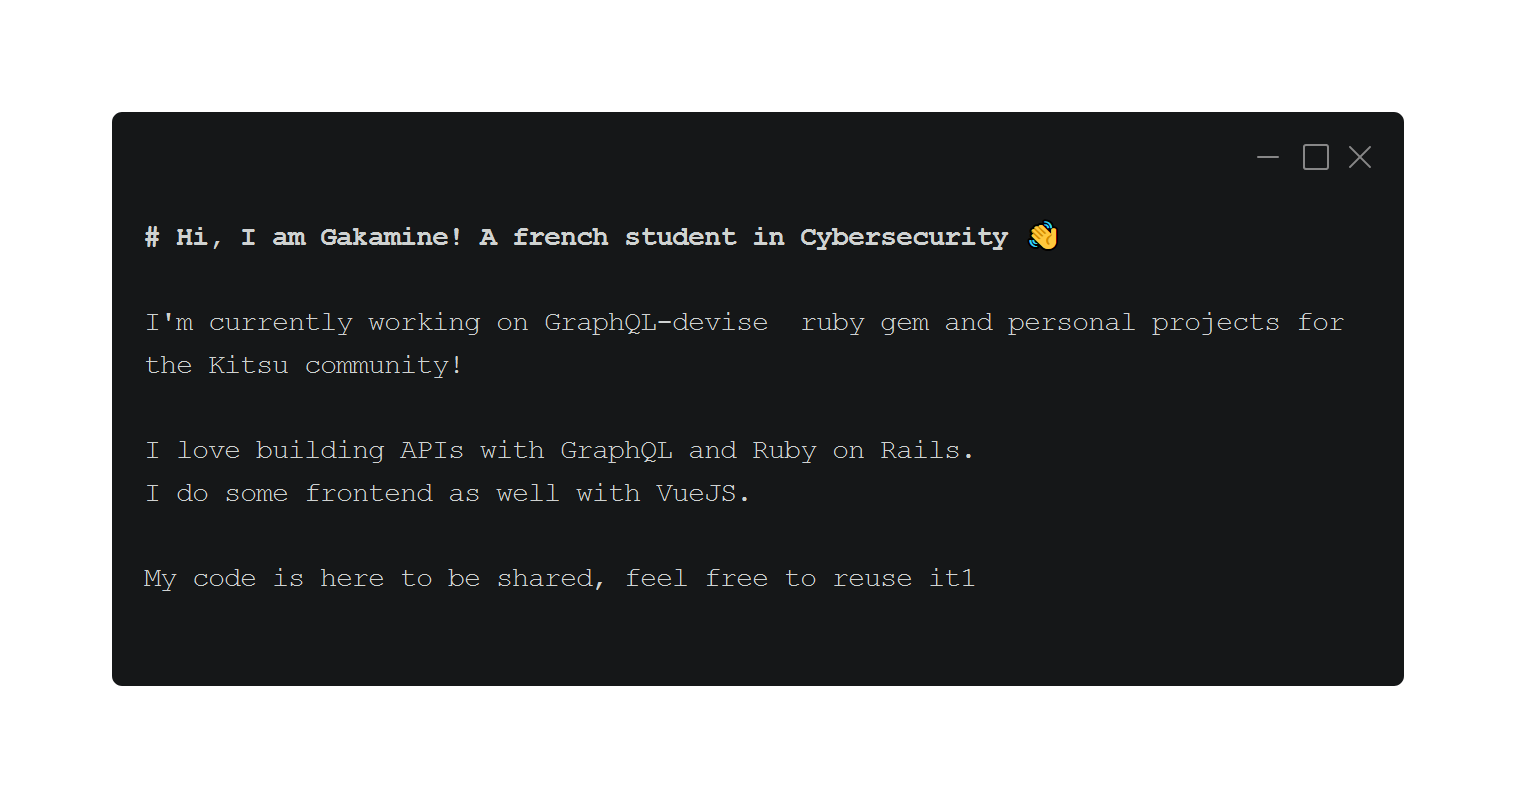 # Hi, I am Gakamine! A french student in Cybersecurity 👋
I'm currently working on GraphQL-devise  ruby gem and personal projects for
the Kitsu community!
I love building APIs with GraphQL and Ruby on Rails.
I do some frontend as well with VueJS.
My code is here to be shared, feel free to reuse it1